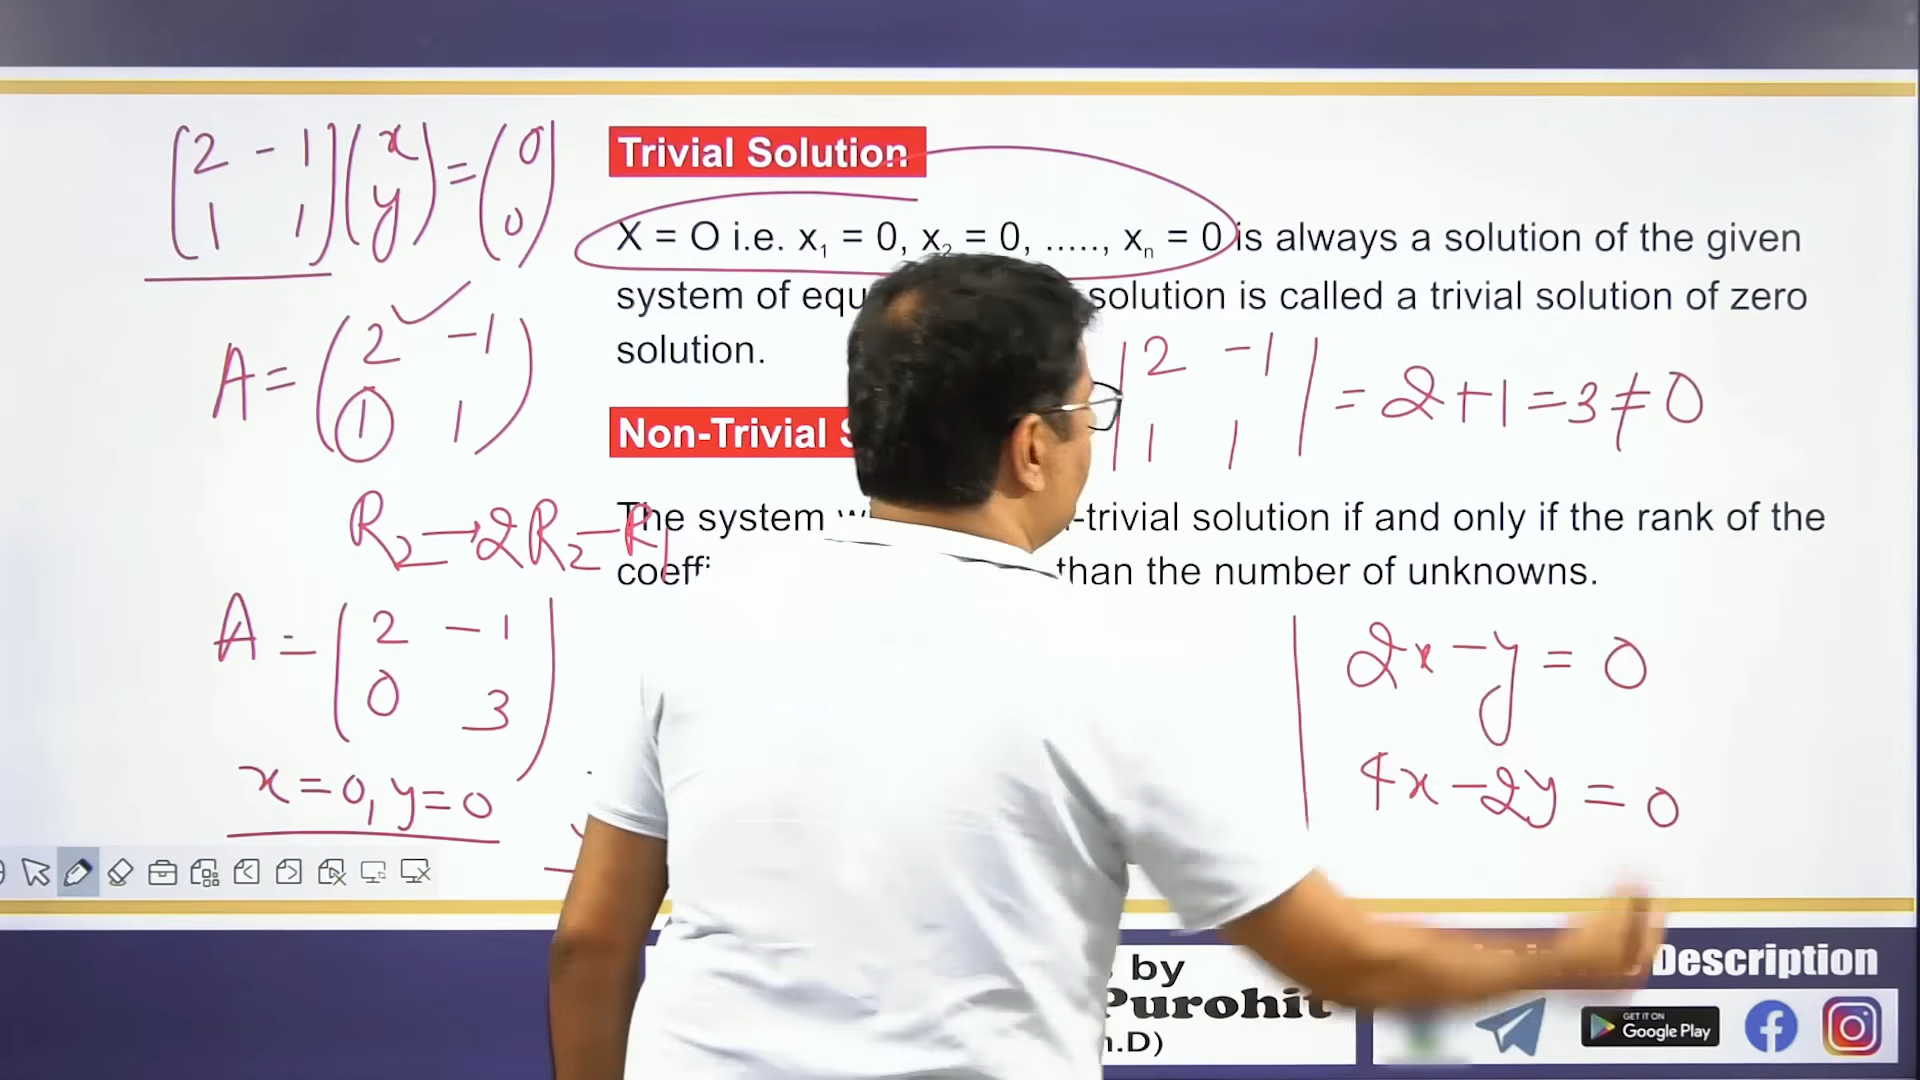 [2 -1] (x) = (0)
[1 1] (y) (0)
A = (2 -1)
(1 1)
R2 → 2R2 - R1
A = (2 -1)
(0 3)
x = 0, y = 0
Trivial Solution
X = O i.e. x1 = 0, x2 = 0, ....., xn = 0 is always a solution of the given
system of solution is called a trivial solution of zero
solution.
|2 -1|
|1 1| = 2+1 = 3 ≠ 0
Non-Trivial
The system -trivial solution if and only if the rank of the
than the number of unknowns.
2x - y = 0
4x - 2y = 0
by
Purohit
.D)
Description
GET IT ON
Google Play